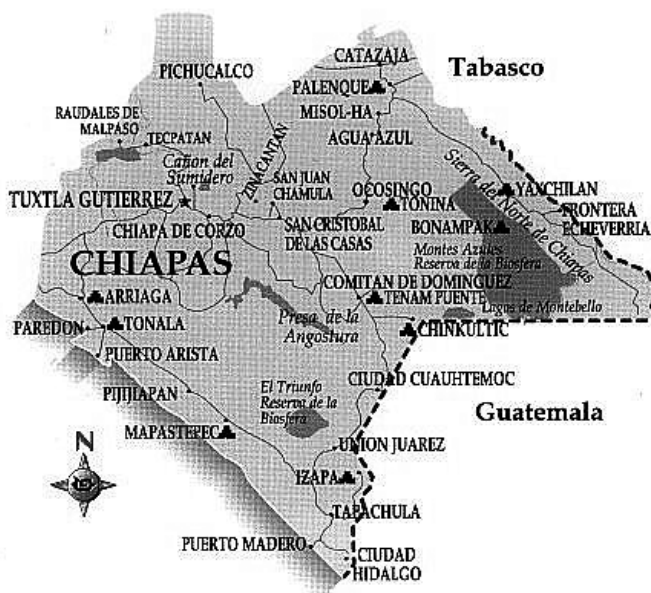 CATAZAJA
Tabasco
PICHUCALCO
PALENQUE
MISOL-HA
RAUDALES DE
MALPASO
TECPATAN
AGUA AZUL
Cañon del
Sumidero
ZINACANTAN
SAN JUAN
CHAMULA
TUXTLA GUTIERREZ
OCOSINGO
TONINA
Sierra del Norte de Chiapas
YAXCHILAN
FRONTERA
ECHEVERRIA
CHIAPA DE CORZO
SAN CRISTOBAL
DE LAS CASAS
BONAMPAK
Montes Azules
Reserva de la Biosfera
CHIAPAS
COMITAN DE DOMINGUEZ
ARRIAGA
TENAM PUENTE
Lagos de Montebello
Presa de la
Angostura
PAREDON
TONALA
CHINKULTIC
PUERTO ARISTA
PIJIJIAPAN
El Triunfo
Reserva de la
Biosfera
CIUDAD CUAUHTEMOC
Guatemala
MAPASTEPEC
N
UNION JUAREZ
IZAPA
TAPACHULA
PUERTO MADERO
CIUDAD
HIDALGO